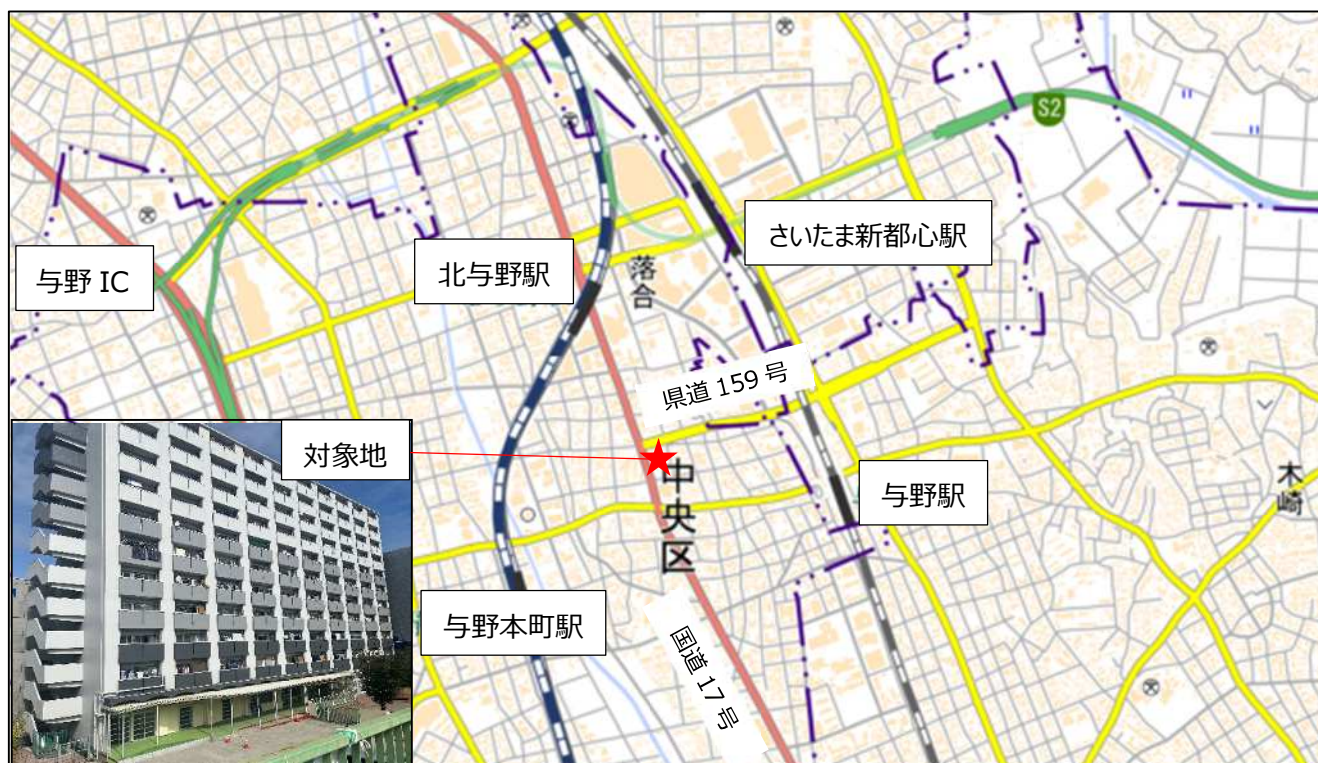 S2
さいたま新都心駅
北与野駅
与野 IC
落合
県道 159 号
対象地
中央区
与野駅
木崎
与野本町駅
国道 17 号